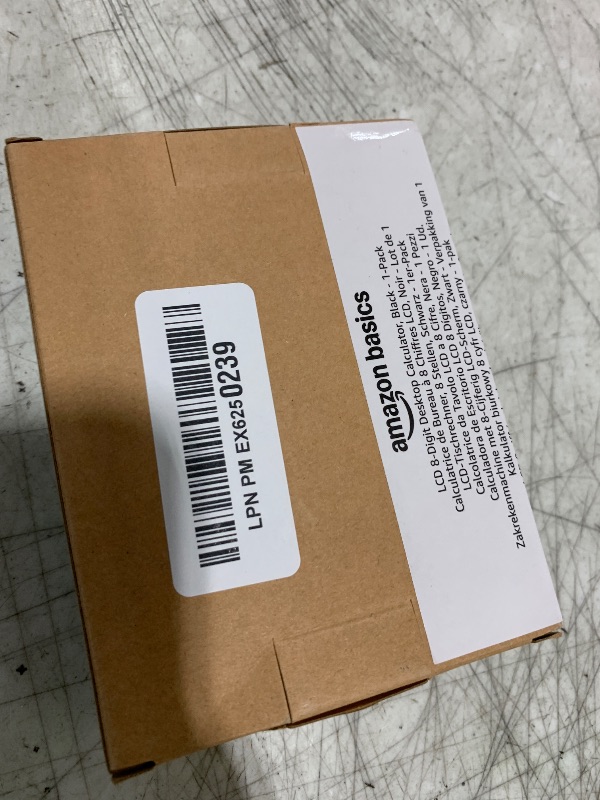 LPN PM EX6250239
amazon basics
LCD 8-Digit Desktop Calculator, Black - 1-Pack
Calculatrice de Bureau à 8 Chiffres LCD, Noir - Lot de 1
LCD-Tischrechner, 8 Stellen, Schwarz - 1er-Pack
Calcolatrice da Tavolo LCD a 8 Cifre, Nera - 1 Pezzi
Calculadora de Escritorio LCD 8 Dígitos, Negro - 1 Ud.
Zakrekenmachine met 8-Cijferig LCD-Scherm, Zwart - Verpakking van 1
Kalkulator biurkowy 8 cyfr LCD, czarny - 1-pak